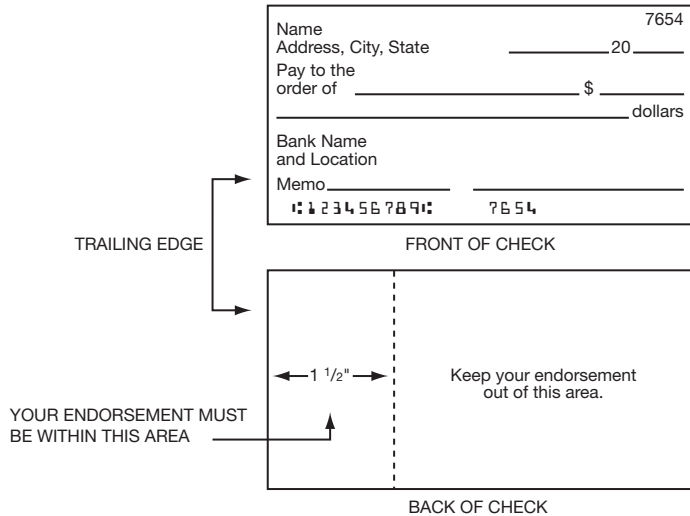 7654
Name
Address, City, State 20
Pay to the
order of $
dollars
Bank Name
and Location
Memo
⑆123456789⑆ 7654
TRAILING EDGE
FRONT OF CHECK
1 1/2"
Keep your endorsement
out of this area.
YOUR ENDORSEMENT MUST
BE WITHIN THIS AREA
BACK OF CHECK